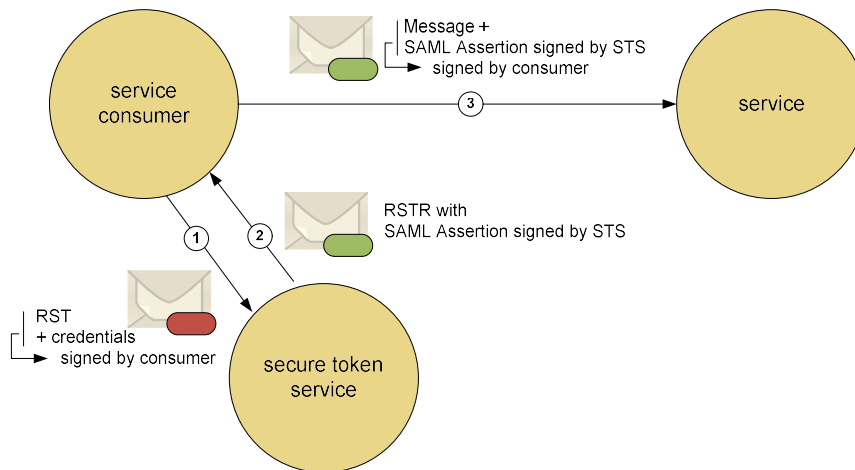 Message +
SAML Assertion signed by STS
signed by consumer
service
consumer
3
service
1
2
RSTR with
SAML Assertion signed by STS
RST
+ credentials
signed by consumer
secure token
service